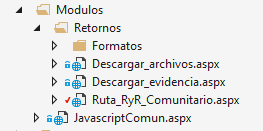 Modulos
Retornos
Formatos
Descargar_archivos.aspx
Descargar_evidencia.aspx
Ruta_RyR_Comunitario.aspx
JavascriptComun.aspx